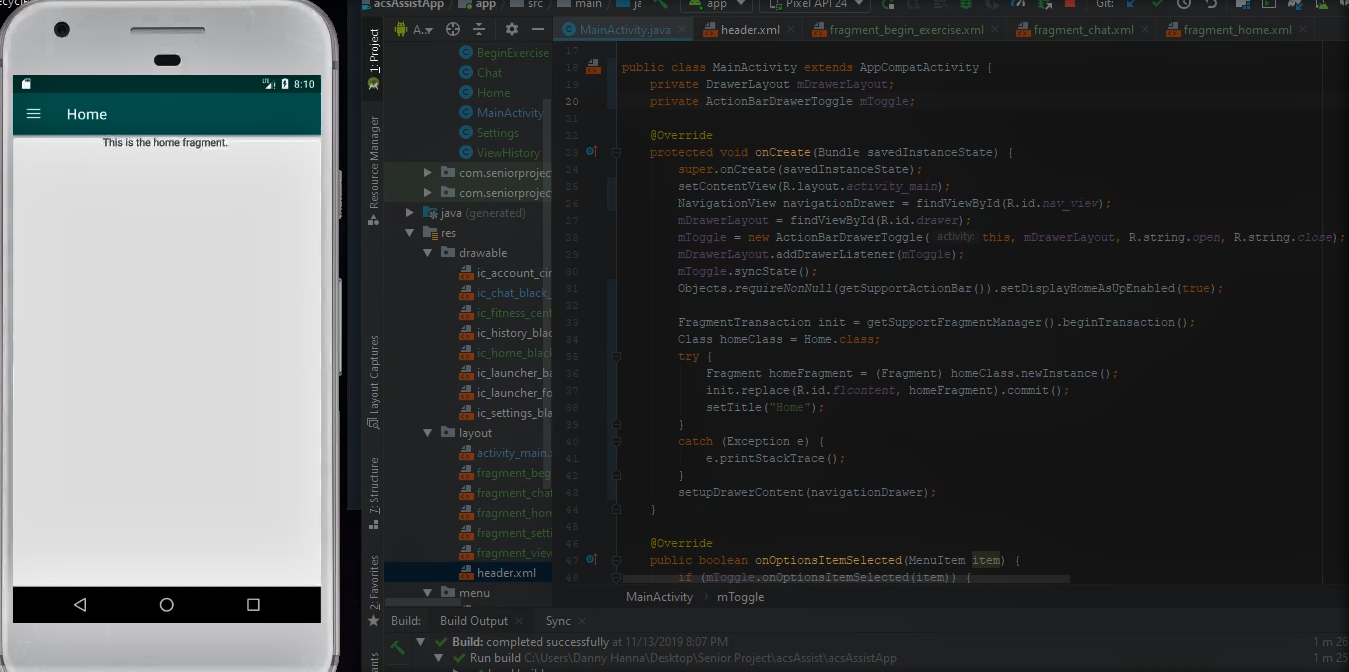 8:10
Home
This is the home fragment.
acsAssistApp app src main app Pixel API 24 Git:
1: Project
Resource Manager
Layout Captures
7: Structure
2: Favorites
BeginExercise
Chat
Home
MainActivity
Settings
ViewHistory
com.seniorprojec
com.seniorprojec
java (generated)
res
drawable
ic_account_cir
ic_chat_black_
ic_fitness_cent
ic_history_blac
ic_home_black
ic_launcher_ba
ic_launcher_fo
ic_settings_bla
layout
activity_main.
fragment_beg
fragment_chat
fragment_hom
fragment_setti
fragment_view
header.xml
menu
MainActivity.java header.xml fragment_begin_exercise.xml fragment_chat.xml fragment_home.xml
17
18 public class MainActivity extends AppCompatActivity {
19 private DrawerLayout mDrawerLayout;
20 private ActionBarDrawerToggle mToggle;
21
22 @Override
23 protected void onCreate(Bundle savedInstanceState) {
24 super.onCreate(savedInstanceState);
25 setContentView(R.layout.activity_main);
26 NavigationView navigationDrawer = findViewById(R.id.nav_view);
27 mDrawerLayout = findViewById(R.id.drawer);
28 mToggle = new ActionBarDrawerToggle( activity: this, mDrawerLayout, R.string.open, R.string.close);
29 mDrawerLayout.addDrawerListener(mToggle);
30 mToggle.syncState();
31 Objects.requireNonNull(getSupportActionBar()).setDisplayHomeAsUpEnabled(true);
32
33 FragmentTransaction init = getSupportFragmentManager().beginTransaction();
34 Class homeClass = Home.class;
35 try {
36 Fragment homeFragment = (Fragment) homeClass.newInstance();
37 init.replace(R.id.flcontent, homeFragment).commit();
38 setTitle("Home");
39 }
40 catch (Exception e) {
41 e.printStackTrace();
42 }
43 setupDrawerContent(navigationDrawer);
44 }
45
46 @Override
47 public boolean onOptionsItemSelected(MenuItem item) {
48 if (mToggle.onOptionsItemSelected(item)) {
MainActivity mToggle
Build: Build Output Sync
Build: completed successfully at 11/13/2019 8:07 PM 1 m 26
Run build C:\Users\Danny Hanna\Desktop\Senior Project\acsAssist\acsAssistApp 1 m 25